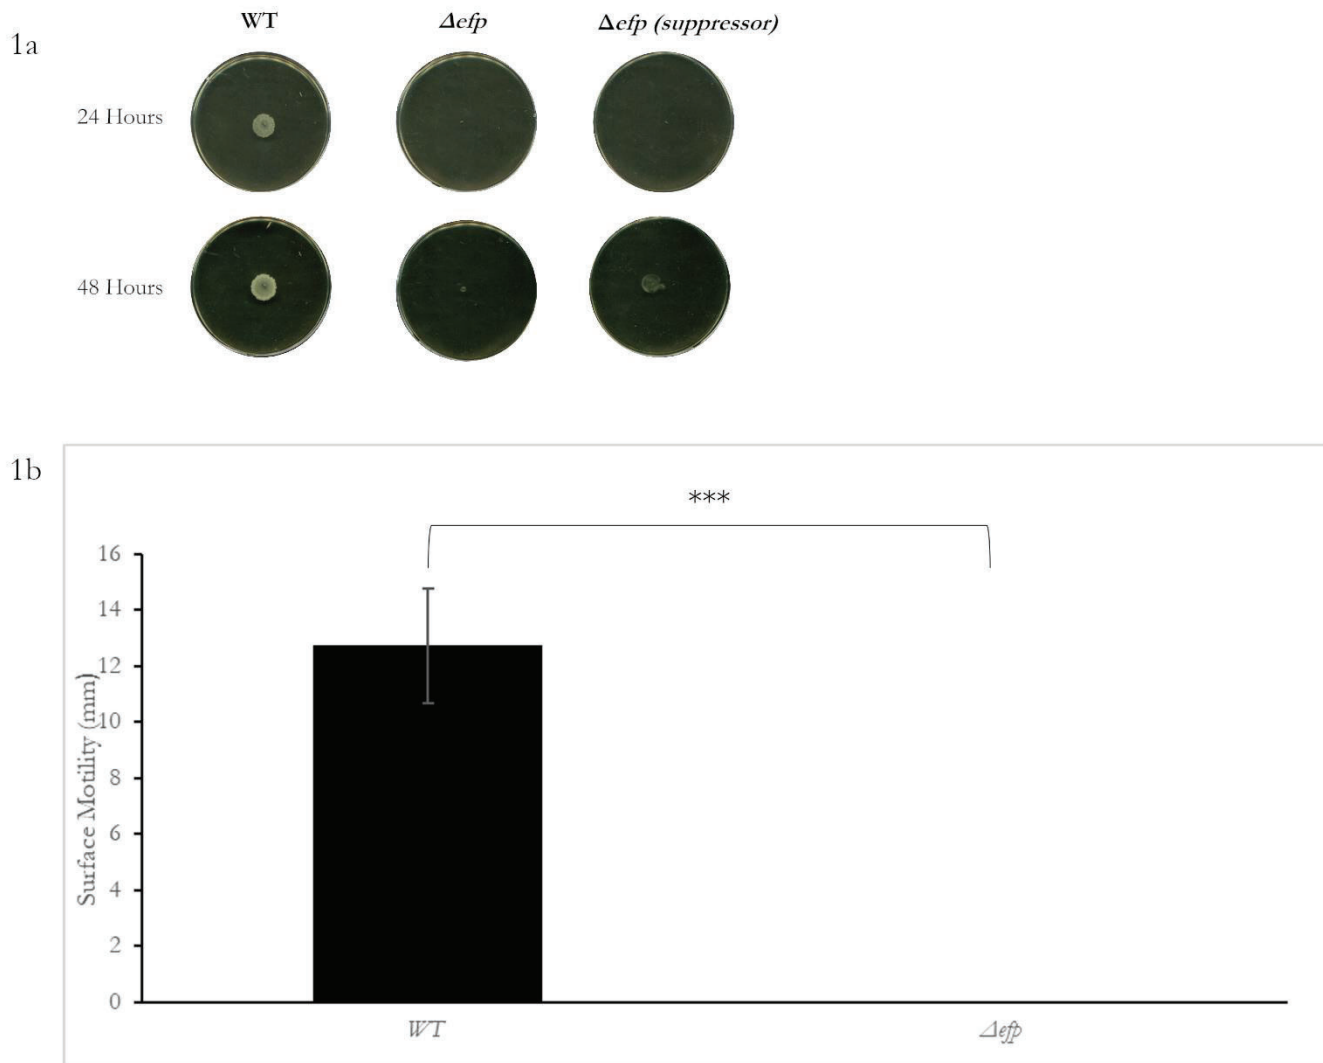 1a
WT Δefp Δefp (suppressor)
24 Hours
48 Hours
1b
***
16
14
12
10
8
6
4
2
0
Surface Motility (mm)
WT Δefp